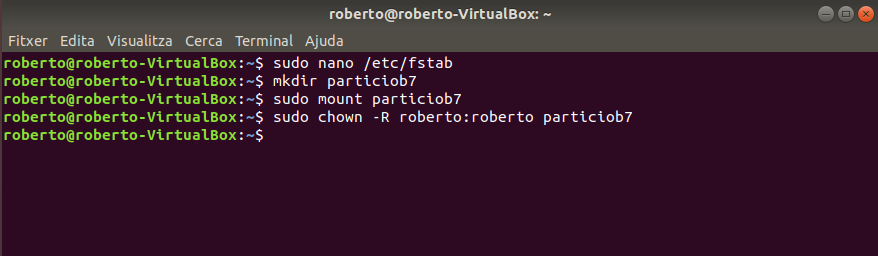 roberto@roberto-VirtualBox: ~
Fitxer Edita Visualitza Cerca Terminal Ajuda
roberto@roberto-VirtualBox:~$ sudo nano /etc/fstab
roberto@roberto-VirtualBox:~$ mkdir particiob7
roberto@roberto-VirtualBox:~$ sudo mount particiob7
roberto@roberto-VirtualBox:~$ sudo chown -R roberto:roberto particiob7
roberto@roberto-VirtualBox:~$